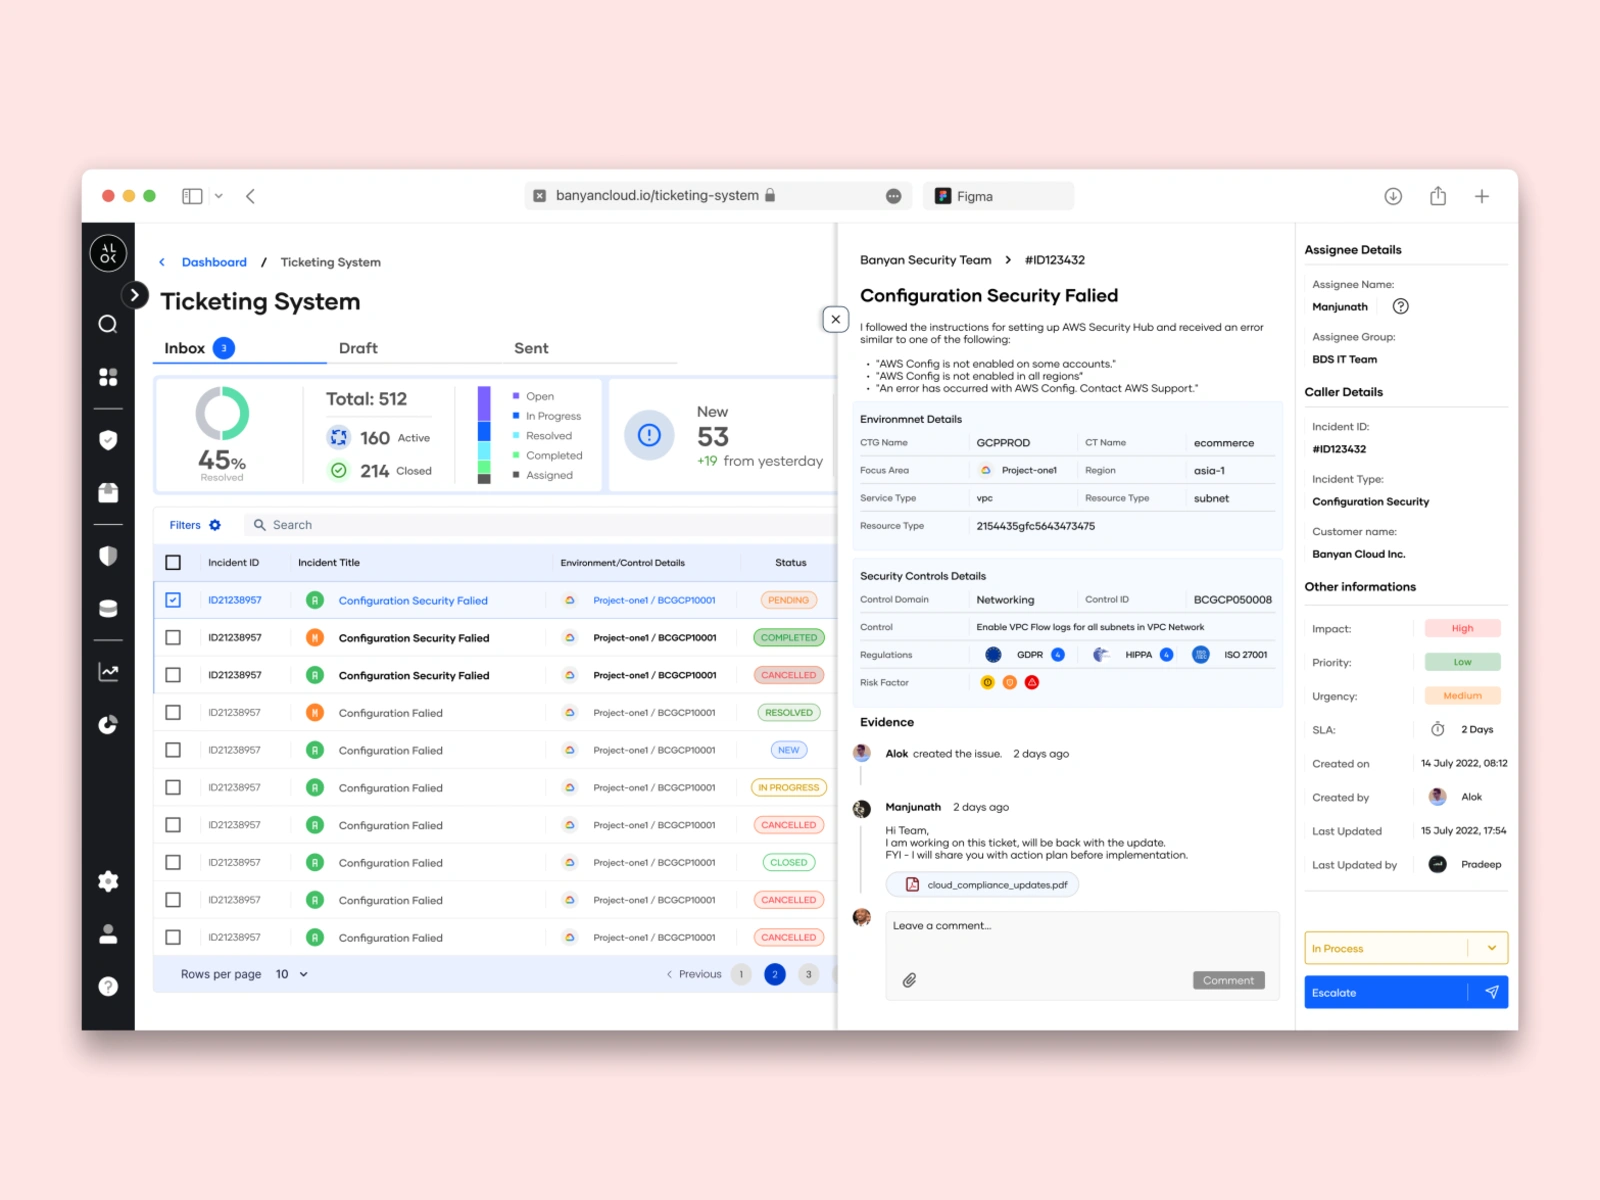 banyancloud.io/ticketing-system
Figma
AL
OK
Dashboard / Ticketing System
Ticketing System
Inbox 3
Draft
Sent
45%
Resolved
Total: 512
160 Active
214 Closed
Open
In Progress
Resolved
Completed
Assigned
New
53
+19 from yesterday
Filters
Search
Incident ID Incident Title Environment/Control Details Status
ID21238957 A Configuration Security Falied Project-one1 / BCGCP10001 PENDING
ID21238957 M Configuration Security Falied Project-one1 / BCGCP10001 COMPLETED
ID21238957 A Configuration Security Falied Project-one1 / BCGCP10001 CANCELLED
ID21238957 M Configuration Falied Project-one1 / BCGCP10001 RESOLVED
ID21238957 A Configuration Falied Project-one1 / BCGCP10001 NEW
ID21238957 A Configuration Falied Project-one1 / BCGCP10001 IN PROGRESS
ID21238957 A Configuration Falied Project-one1 / BCGCP10001 CANCELLED
ID21238957 A Configuration Falied Project-one1 / BCGCP10001 CLOSED
ID21238957 A Configuration Falied Project-one1 / BCGCP10001 CANCELLED
ID21238957 A Configuration Falied Project-one1 / BCGCP10001 CANCELLED
Rows per page 10
Previous 1 2 3
Banyan Security Team > #ID123432
Configuration Security Falied
I followed the instructions for setting up AWS Security Hub and received an error
similar to one of the following:
• "AWS Config is not enabled on some accounts."
• "AWS Config is not enabled in all regions"
• "An error has occurred with AWS Config. Contact AWS Support."
Environmnet Details
CTG Name GCPPROD CT Name ecommerce
Focus Area Project-one1 Region asia-1
Service Type vpc Resource Type subnet
Resource Type 2154435gfc5643473475
Security Controls Details
Control Domain Networking Control ID BCGCP050008
Control Enable VPC Flow logs for all subnets in VPC Network
Regulations GDPR 4 HIPPA 4 ISO 27001
Risk Factor
Evidence
Alok created the issue. 2 days ago
Manjunath 2 days ago
Hi Team,
I am working on this ticket, will be back with the update.
FYI - I will share you with action plan before implementation.
cloud_compliance_updates.pdf
Leave a comment...
Comment
Assignee Details
Assignee Name:
Manjunath
Assignee Group:
BDS IT Team
Caller Details
Incident ID:
#ID123432
Incident Type:
Configuration Security
Customer name:
Banyan Cloud Inc.
Other informations
Impact: High
Priority: Low
Urgency: Medium
SLA: 2 Days
Created on 14 July 2022, 08:12
Created by Alok
Last Updated 15 July 2022, 17:54
Last Updated by Pradeep
In Process
Escalate